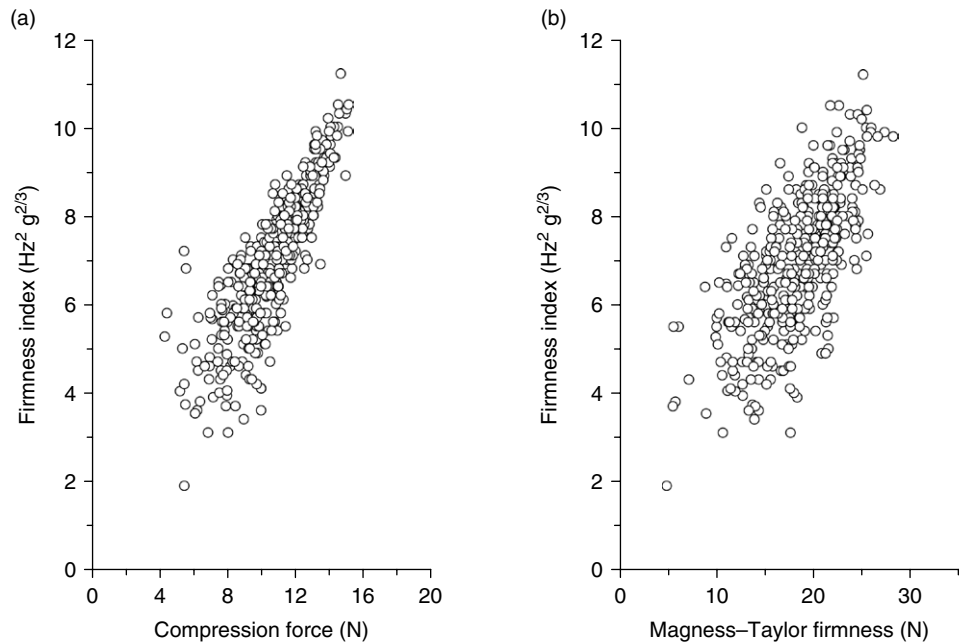 (a)
12
10
8
6
4
2
0
Firmness index (Hz² g²/³)
0 4 8 12 16 20
Compression force (N)
(b)
12
10
8
6
4
2
0
Firmness index (Hz² g²/³)
0 10 20 30
Magness–Taylor firmness (N)